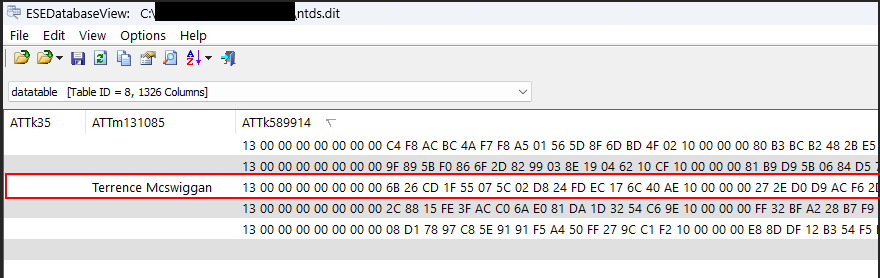 ESEDatabaseView: C:\ \ntds.dit
File Edit View Options Help
datatable [Table ID = 8, 1326 Columns]
ATTk35 ATTm131085 ATTk589914
13 00 00 00 00 00 00 00 C4 F8 AC BC 4A F7 F8 A5 01 56 5D 8F 6D BD 4F 02 10 00 00 00 80 B3 BC B2 48 2B E5
13 00 00 00 00 00 00 00 9F 89 5B F0 86 6F 2D 82 99 03 8E 19 04 62 10 CF 10 00 00 00 81 B9 D9 5B 06 84 D5
Terrence Mcswiggan 13 00 00 00 00 00 00 00 6B 26 CD 1F 55 07 5C 02 D8 24 FD EC 17 6C 40 AE 10 00 00 00 27 2E D0 D9 AC F6
13 00 00 00 00 00 00 00 2C 88 15 FE 3F AC C0 6A E0 81 DA 1D 32 54 C6 9E 10 00 00 00 FF 32 BF A2 28 B7 F9
13 00 00 00 00 00 00 00 08 D1 78 97 C8 5E 91 91 F5 A4 50 FF 27 9C C1 F2 10 00 00 00 E8 8D DF 12 B3 54 F5